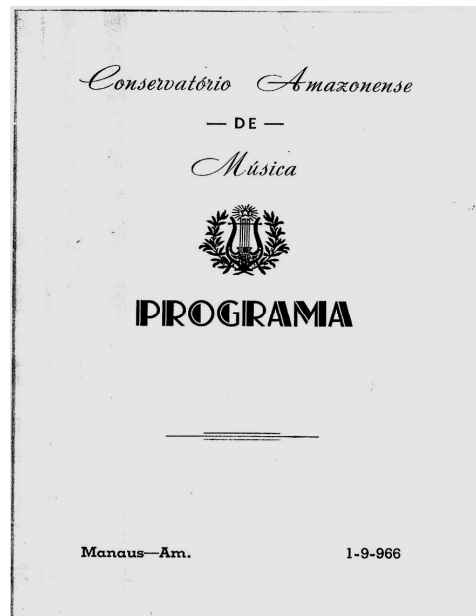 Conservatório Amazonense
— DE —
Música
PROGRAMA
Manaus—Am. 1-9-966